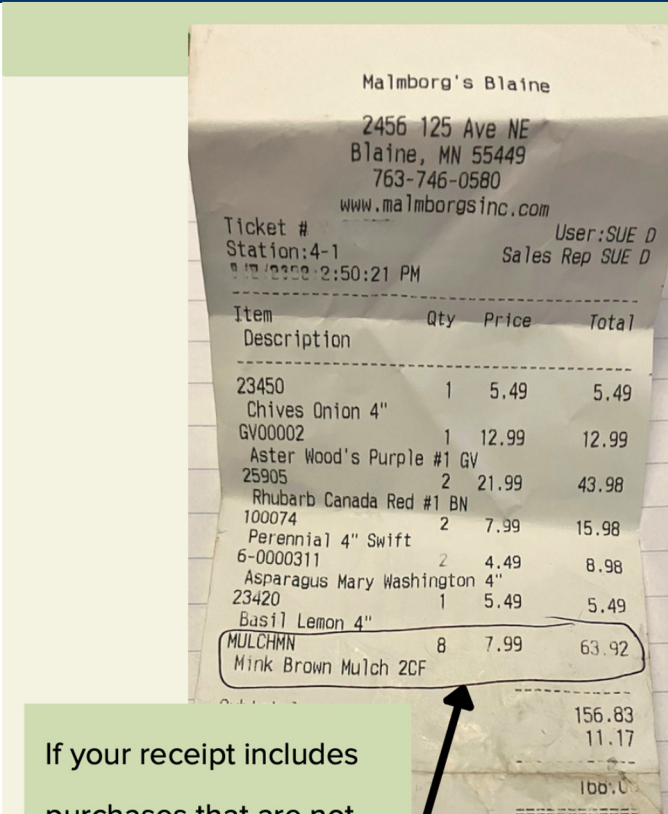 Malmborg's Blaine
2456 125 Ave NE
Blaine, MN 55449
763-746-0580
www.malmborgsinc.com
Ticket #
User:SUE D
Station:4-1
Sales Rep SUE D
2:50:21 PM
Item Qty Price Total
Description
23450 1 5.49 5.49
Chives Onion 4"
GV00002 1 12.99 12.99
Aster Wood's Purple #1 GV
25905 2 21.99 43.98
Rhubarb Canada Red #1 BN
100074 2 7.99 15.98
Perennial 4" Swift
6-0000311 2 4.49 8.98
Asparagus Mary Washington 4"
23420 1 5.49 5.49
Basil Lemon 4"
MULCHMN 8 7.99 63.92
Mink Brown Mulch 2CF
156.83
11.17
If your receipt includes
purchases that are not